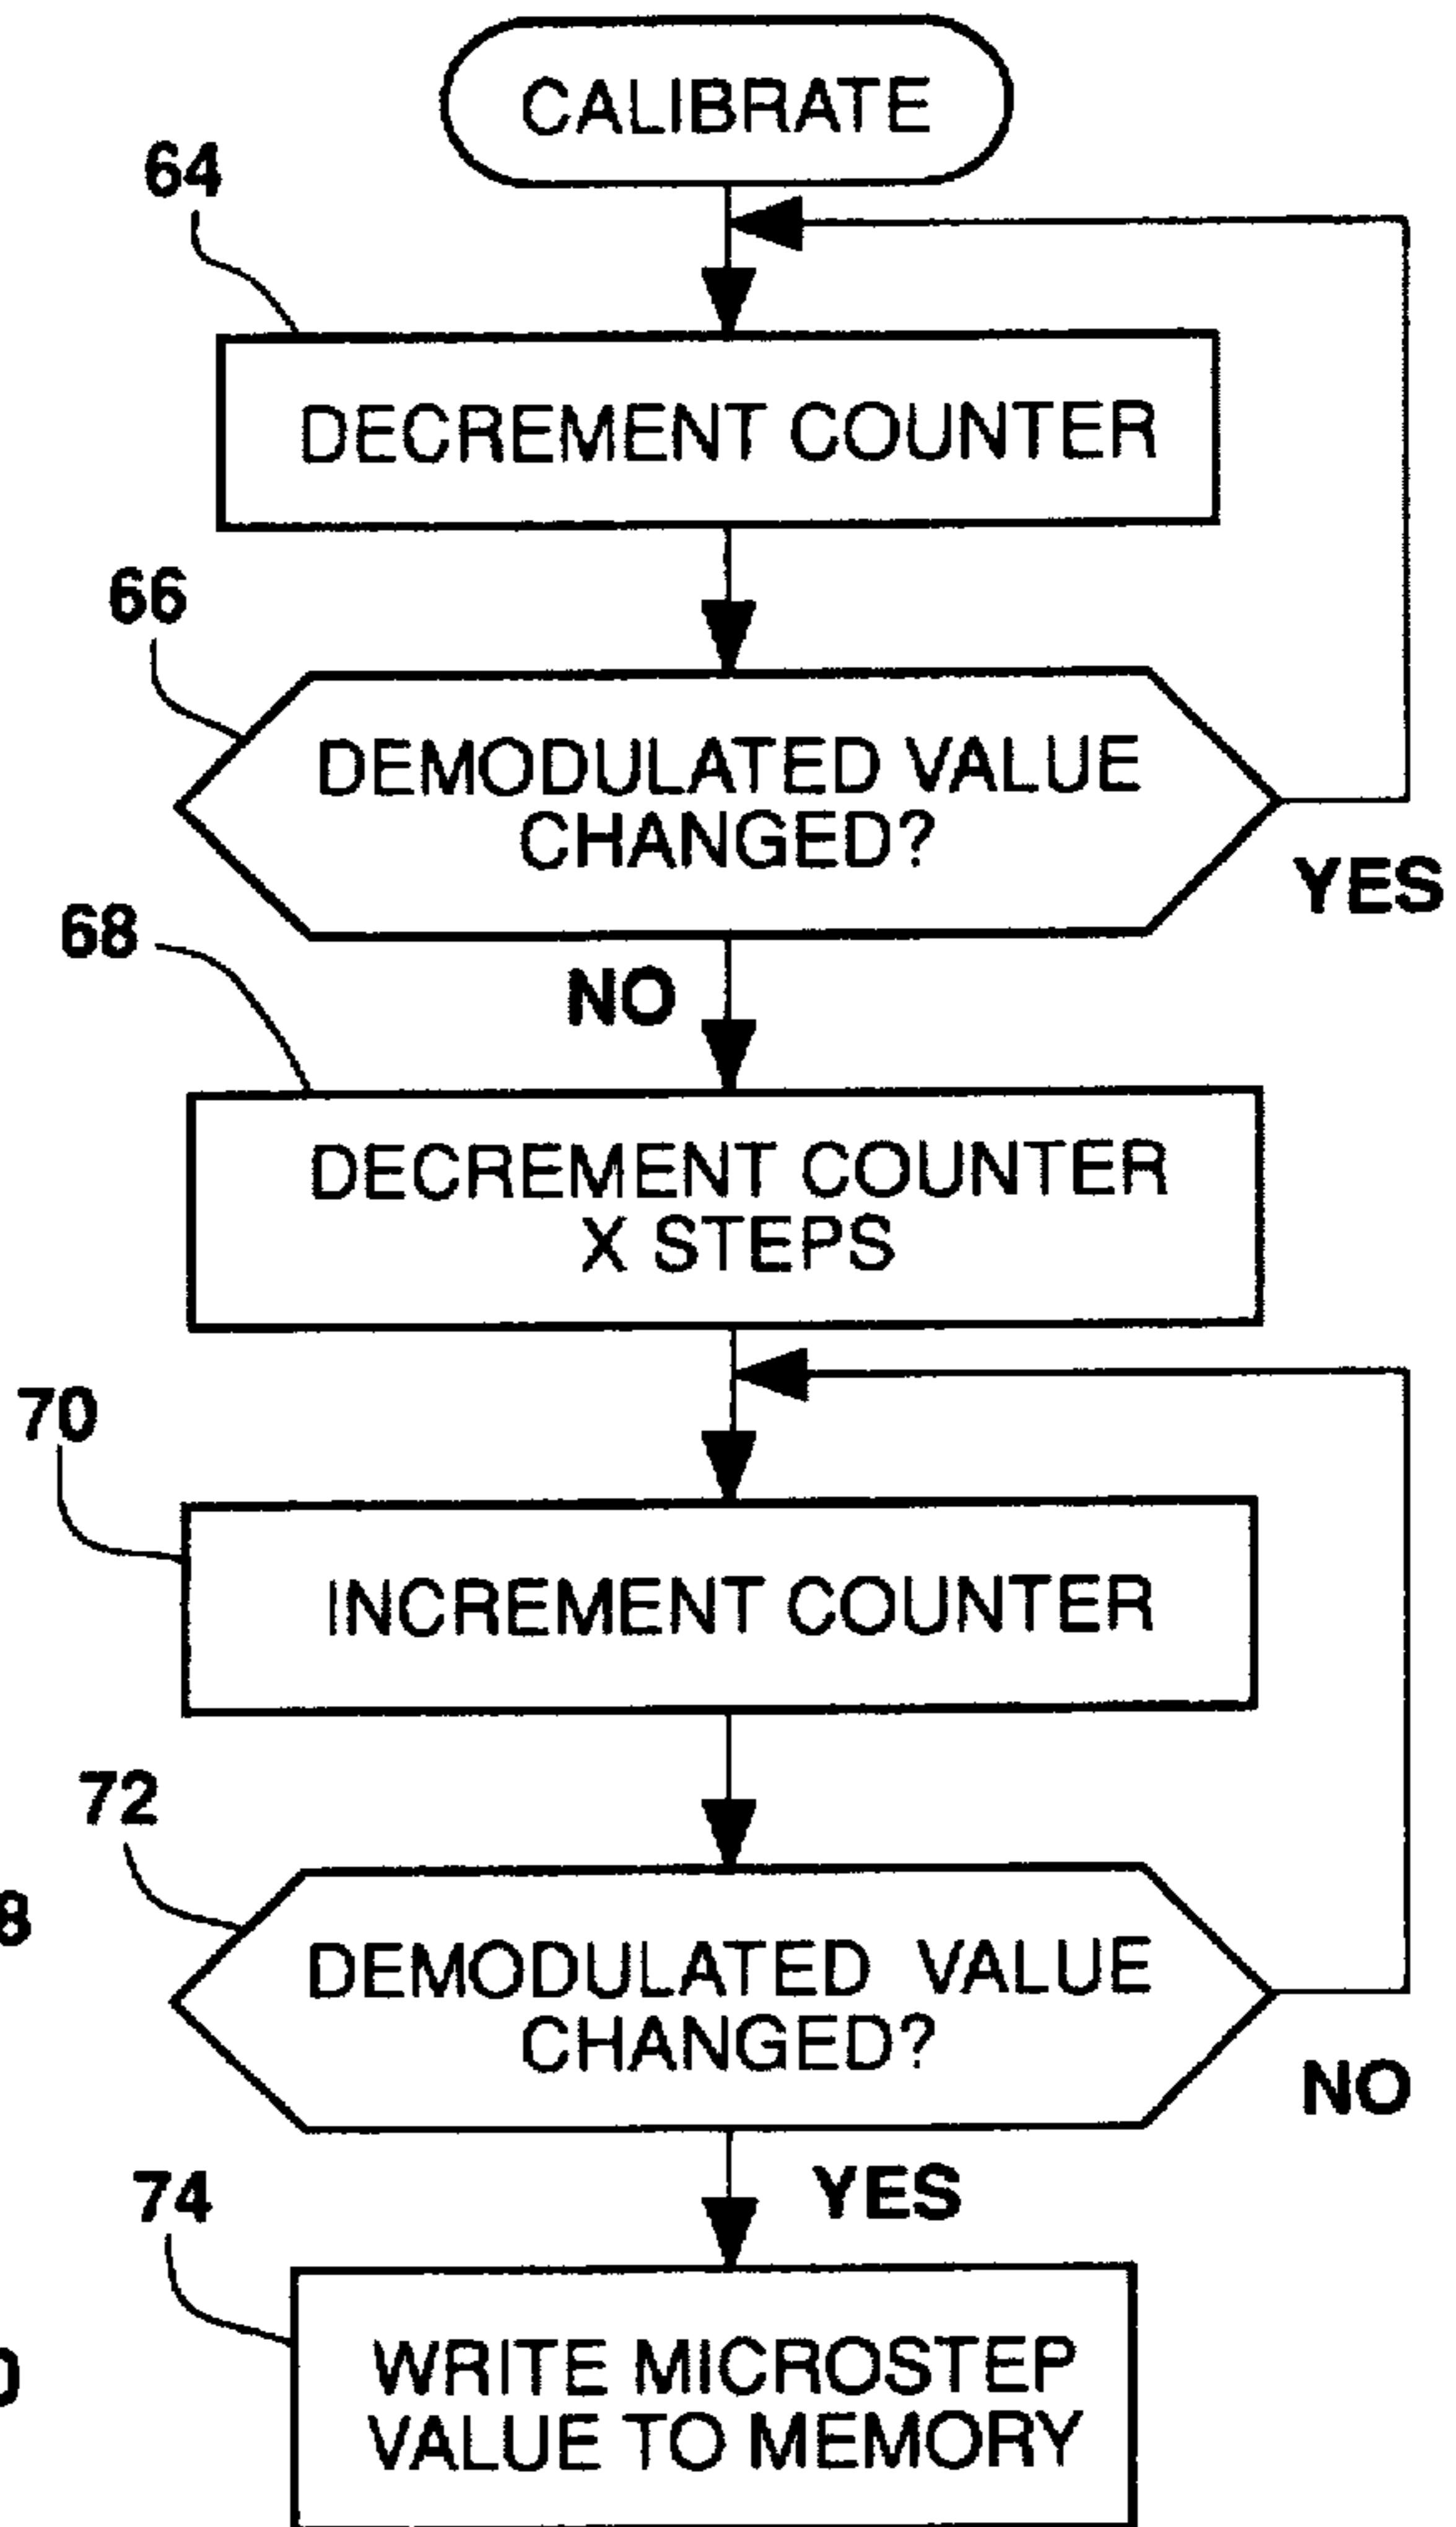 CALIBRATE
64
DECREMENT COUNTER
66
DEMODULATED VALUE
CHANGED?
YES
68
NO
DECREMENT COUNTER
X STEPS
70
INCREMENT COUNTER
72
8
DEMODULATED VALUE
CHANGED?
NO
YES
74
WRITE MICROSTEP
VALUE TO MEMORY